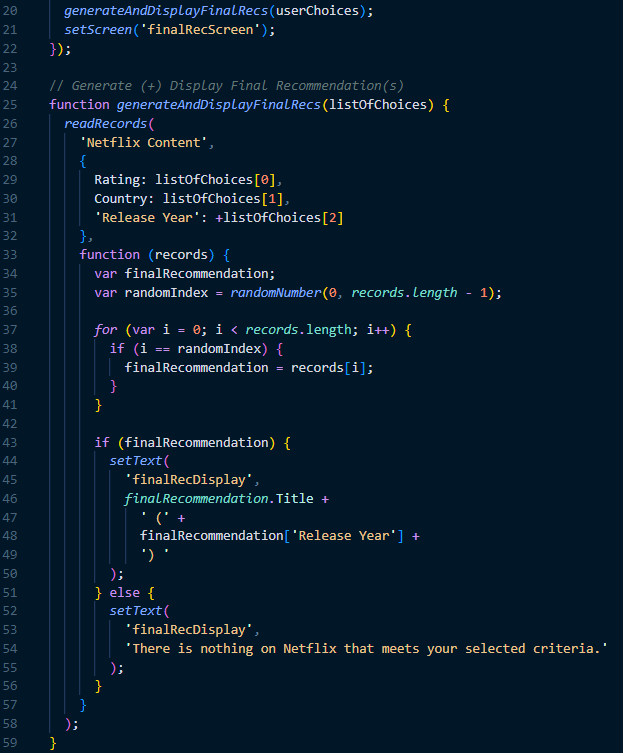 20 generateAndDisplayFinalRecs(userChoices);
21 setScreen('finalRecScreen');
22 });
23
24 // Generate (+) Display Final Recommendation(s)
25 function generateAndDisplayFinalRecs(listOfChoices) {
26 readRecords(
27 'Netflix Content',
28 {
29 Rating: listOfChoices[0],
30 Country: listOfChoices[1],
31 'Release Year': +listOfChoices[2]
32 },
33 function (records) {
34 var finalRecommendation;
35 var randomIndex = randomNumber(0, records.length - 1);
36
37 for (var i = 0; i < records.length; i++) {
38 if (i == randomIndex) {
39 finalRecommendation = records[i];
40 }
41 }
42
43 if (finalRecommendation) {
44 setText(
45 'finalRecDisplay',
46 finalRecommendation.Title +
47 ' (' +
48 finalRecommendation['Release Year'] +
49 ') '
50 );
51 } else {
52 setText(
53 'finalRecDisplay',
54 'There is nothing on Netflix that meets your selected criteria.'
55 );
56 }
57 }
58 );
59 }